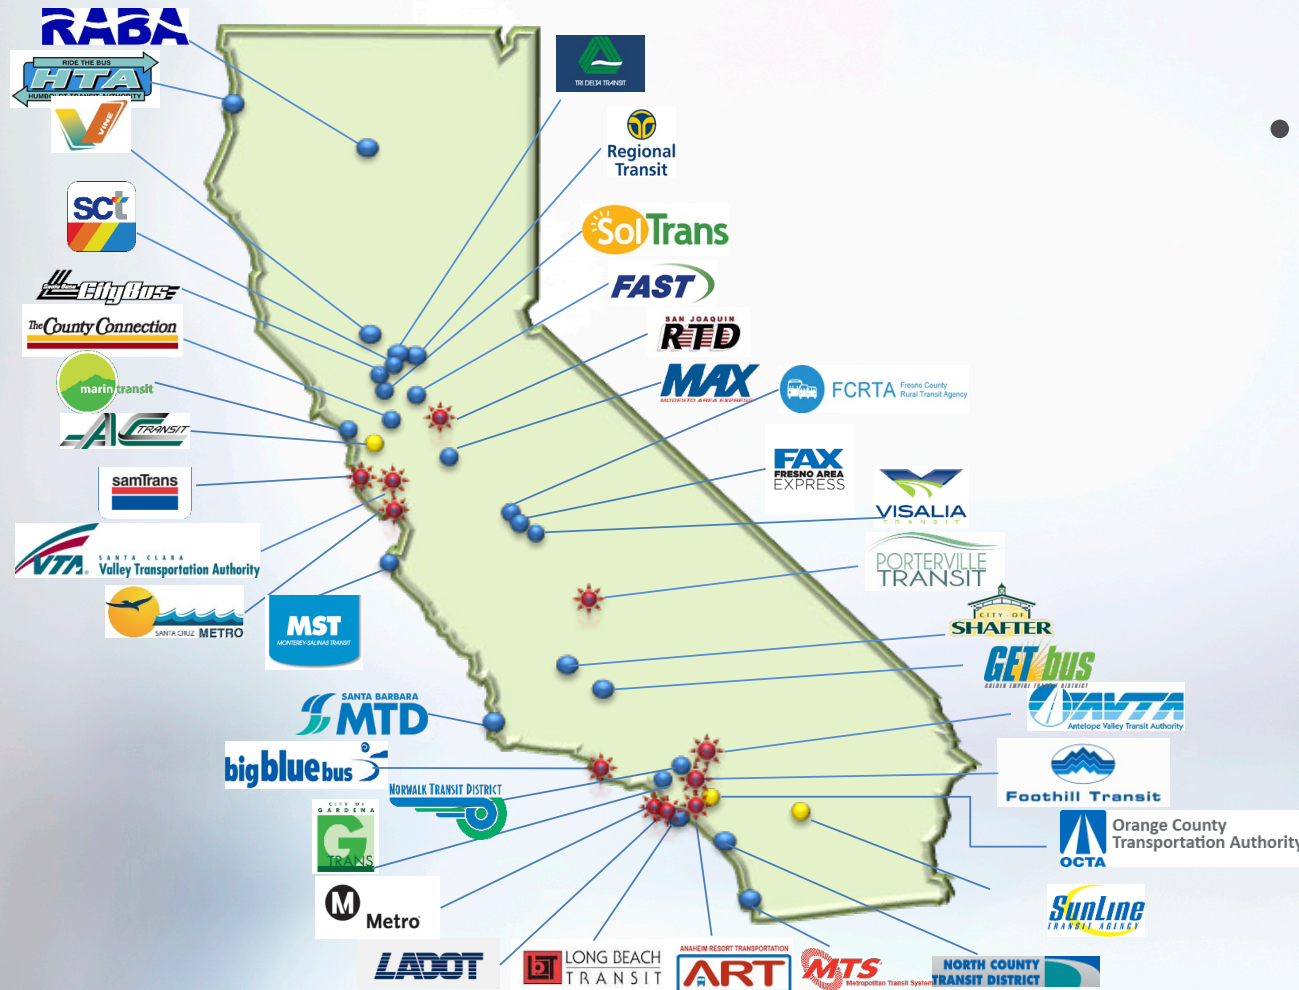 RABA
RIDE THE BUS
HTA
HUMBOLDT TRANSIT AUTHORITY
VINE
sct
Santa Rosa
CityBus
The County Connection
marin transit
AC TRANSIT
samTrans
SANTA CLARA
VTA. Valley Transportation Authority
SANTA CRUZ METRO
MST
MONTEREY-SALINAS TRANSIT
SANTA BARBARA
MTD
big blue bus
NORWALK TRANSIT DISTRICT
CITY OF
GARDENA
G
TRANS
M
Metro
LADOT
LONG BEACH
TRANSIT
ANAHEIM RESORT TRANSPORTATION
ART
MTS
Metropolitan Transit System
NORTH COUNTY
TRANSIT DISTRICT
TRI DELTA TRANSIT
Regional
Transit
SolTrans
FAST
SAN JOAQUIN
RTD
MAX
MODESTO AREA EXPRESS
FCRTA
Fresno County
Rural Transit Agency
FAX
FRESNO AREA
EXPRESS
VISALIA
TRANSIT
PORTERVILLE
TRANSIT
CITY OF
SHAFTER
GET bus
GOLDEN EMPIRE TRANSIT DISTRICT
AVTA
Antelope Valley Transit Authority
Foothill Transit
OCTA
Orange County
Transportation Authority
SunLine
TRANSIT AGENCY